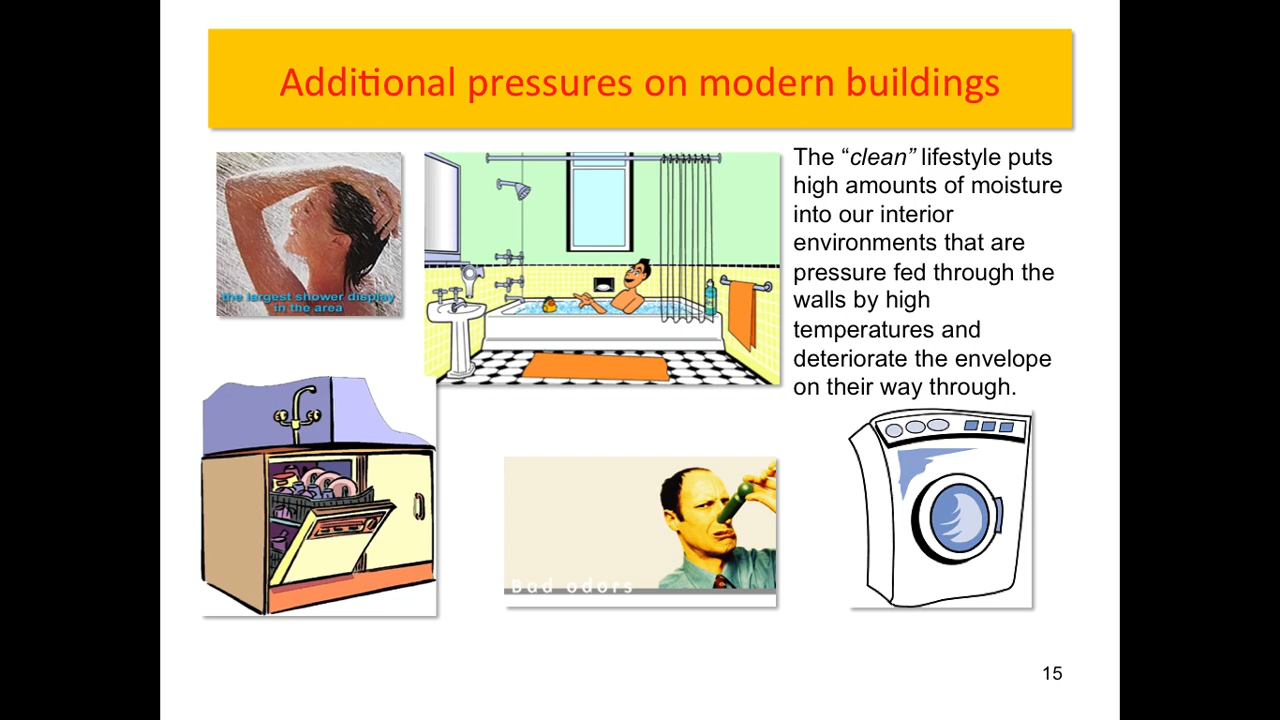 Additional pressures on modern buildings
the largest shower display
in the area
The “clean” lifestyle puts
high amounts of moisture
into our interior
environments that are
pressure fed through the
walls by high
temperatures and
deteriorate the envelope
on their way through.
Bad odors
15